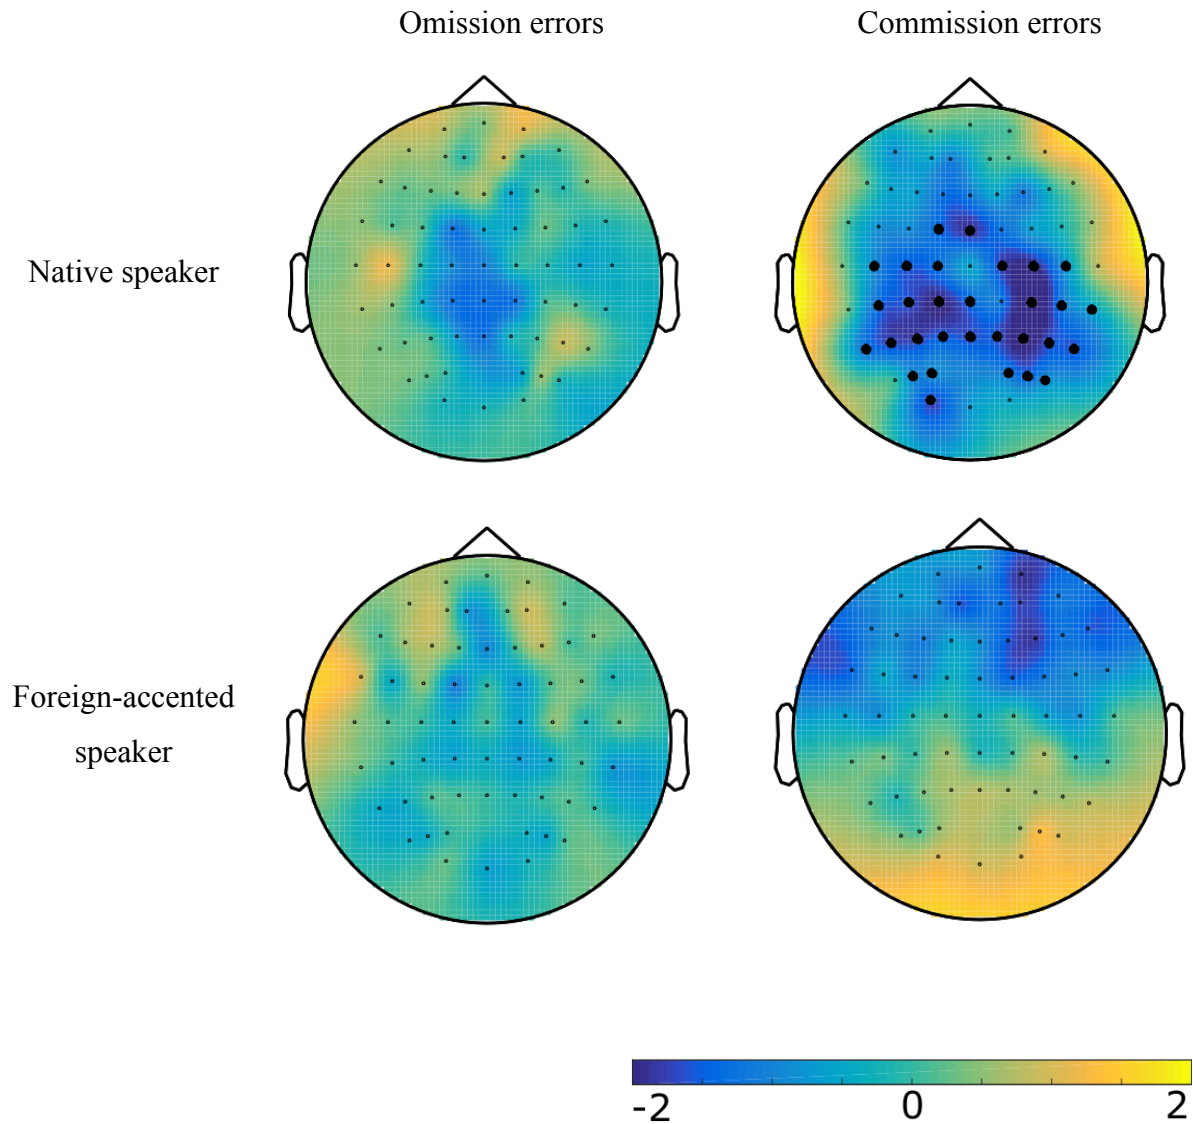 Omission errors
Commission errors
Native speaker
Foreign-accented
speaker
-2
0
2